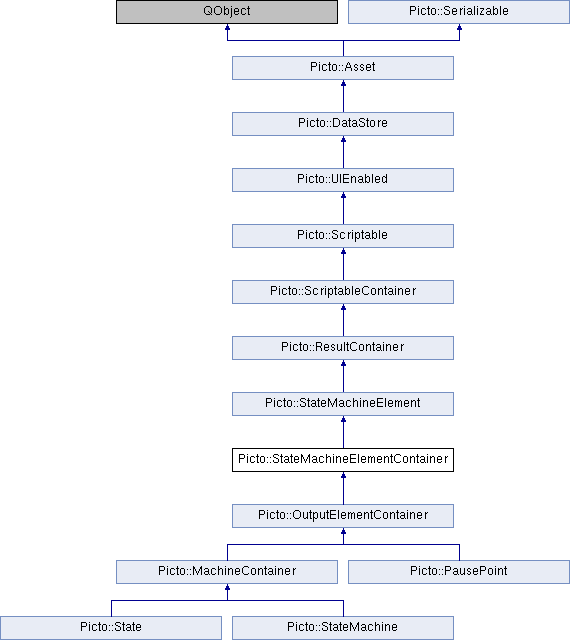 QObject
Picto::Serializable
Picto::Asset
Picto::DataStore
Picto::UIEnabled
Picto::Scriptable
Picto::ScriptableContainer
Picto::ResultContainer
Picto::StateMachineElement
Picto::StateMachineElementContainer
Picto::OutputElementContainer
Picto::MachineContainer
Picto::PausePoint
Picto::State
Picto::StateMachine